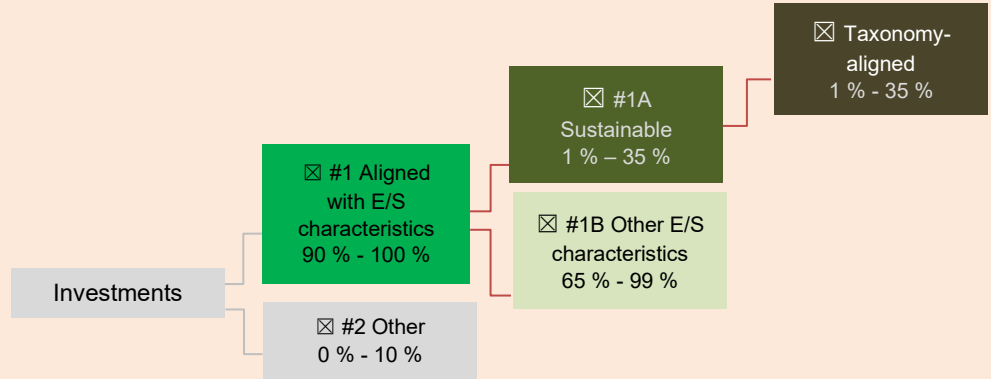 ☒ Taxonomy-
aligned
1 % - 35 %
☒ #1A
Sustainable
1 % – 35 %
☒ #1 Aligned
with E/S
characteristics
90 % - 100 %
☒ #1B Other E/S
characteristics
65 % - 99 %
Investments
☒ #2 Other
0 % - 10 %